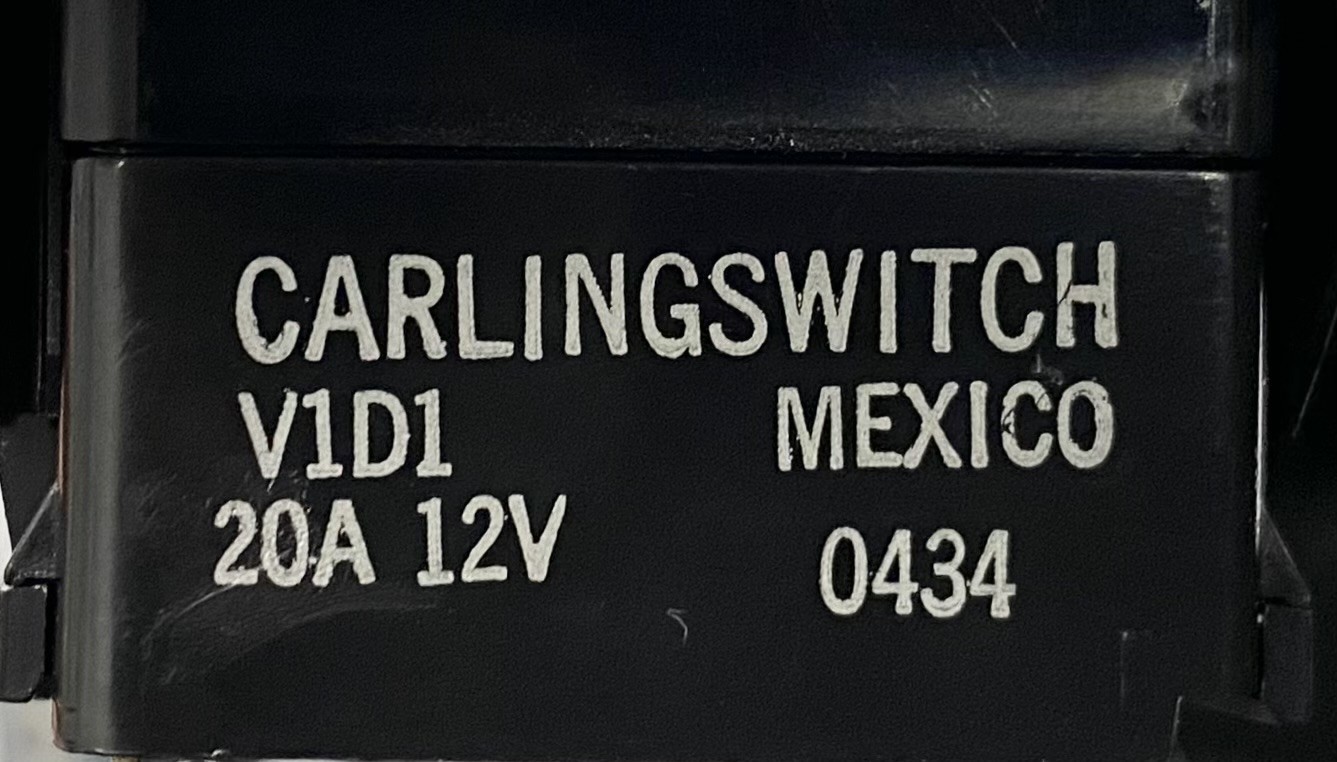 CARLINGSWITCH
V1D1 MEXICO
20A 12V 0434